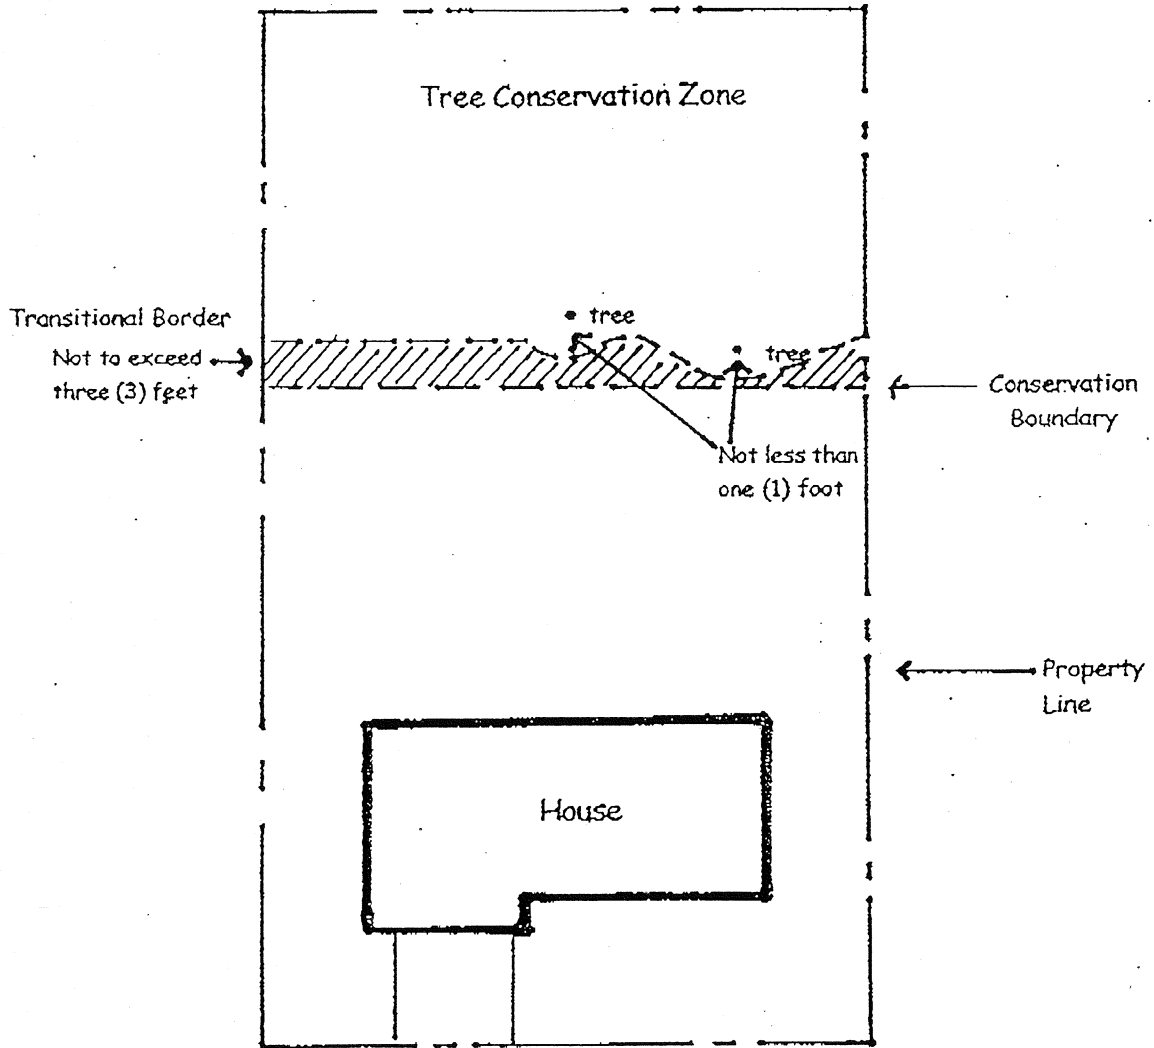 Tree Conservation Zone
tree
Transitional Border
Not to exceed
three (3) feet
tree
Conservation
Boundary
Not less than
one (1) foot
Property
Line
House